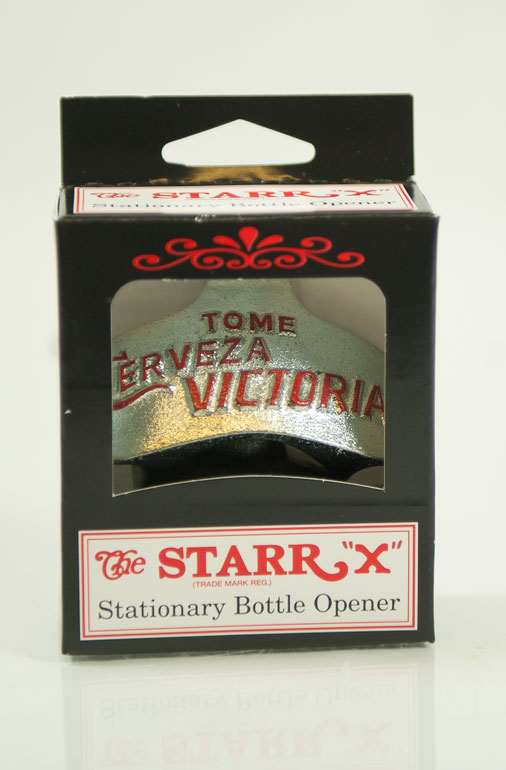 The STARR "X"
Stationary Bottle Opener
TOME
CERVEZA
VICTORIA
The STARR "X"
(TRADE MARK REG.)
Stationary Bottle Opener